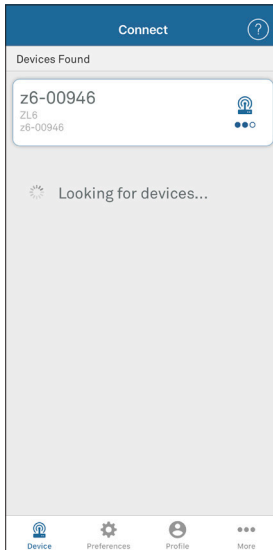 Connect
?
Devices Found
z6-00946
ZL6
z6-00946
Looking for devices...
Device Preferences Profile More